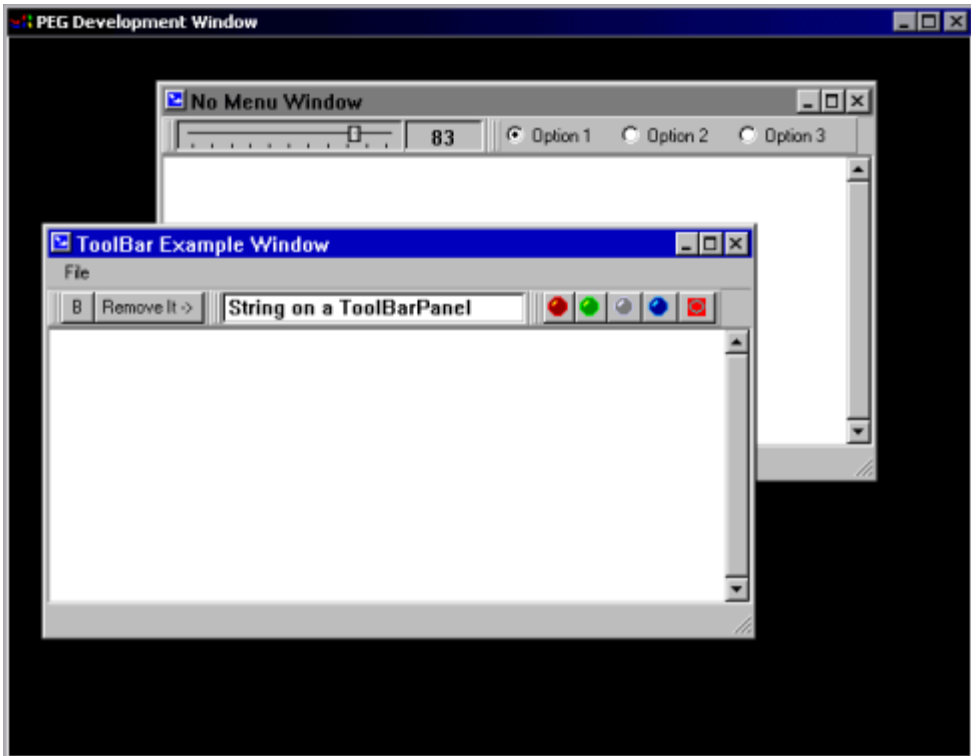 PEG Development Window
No Menu Window
83 Option 1 Option 2 Option 3
ToolBar Example Window
File
B Remove It -> String on a ToolBarPanel